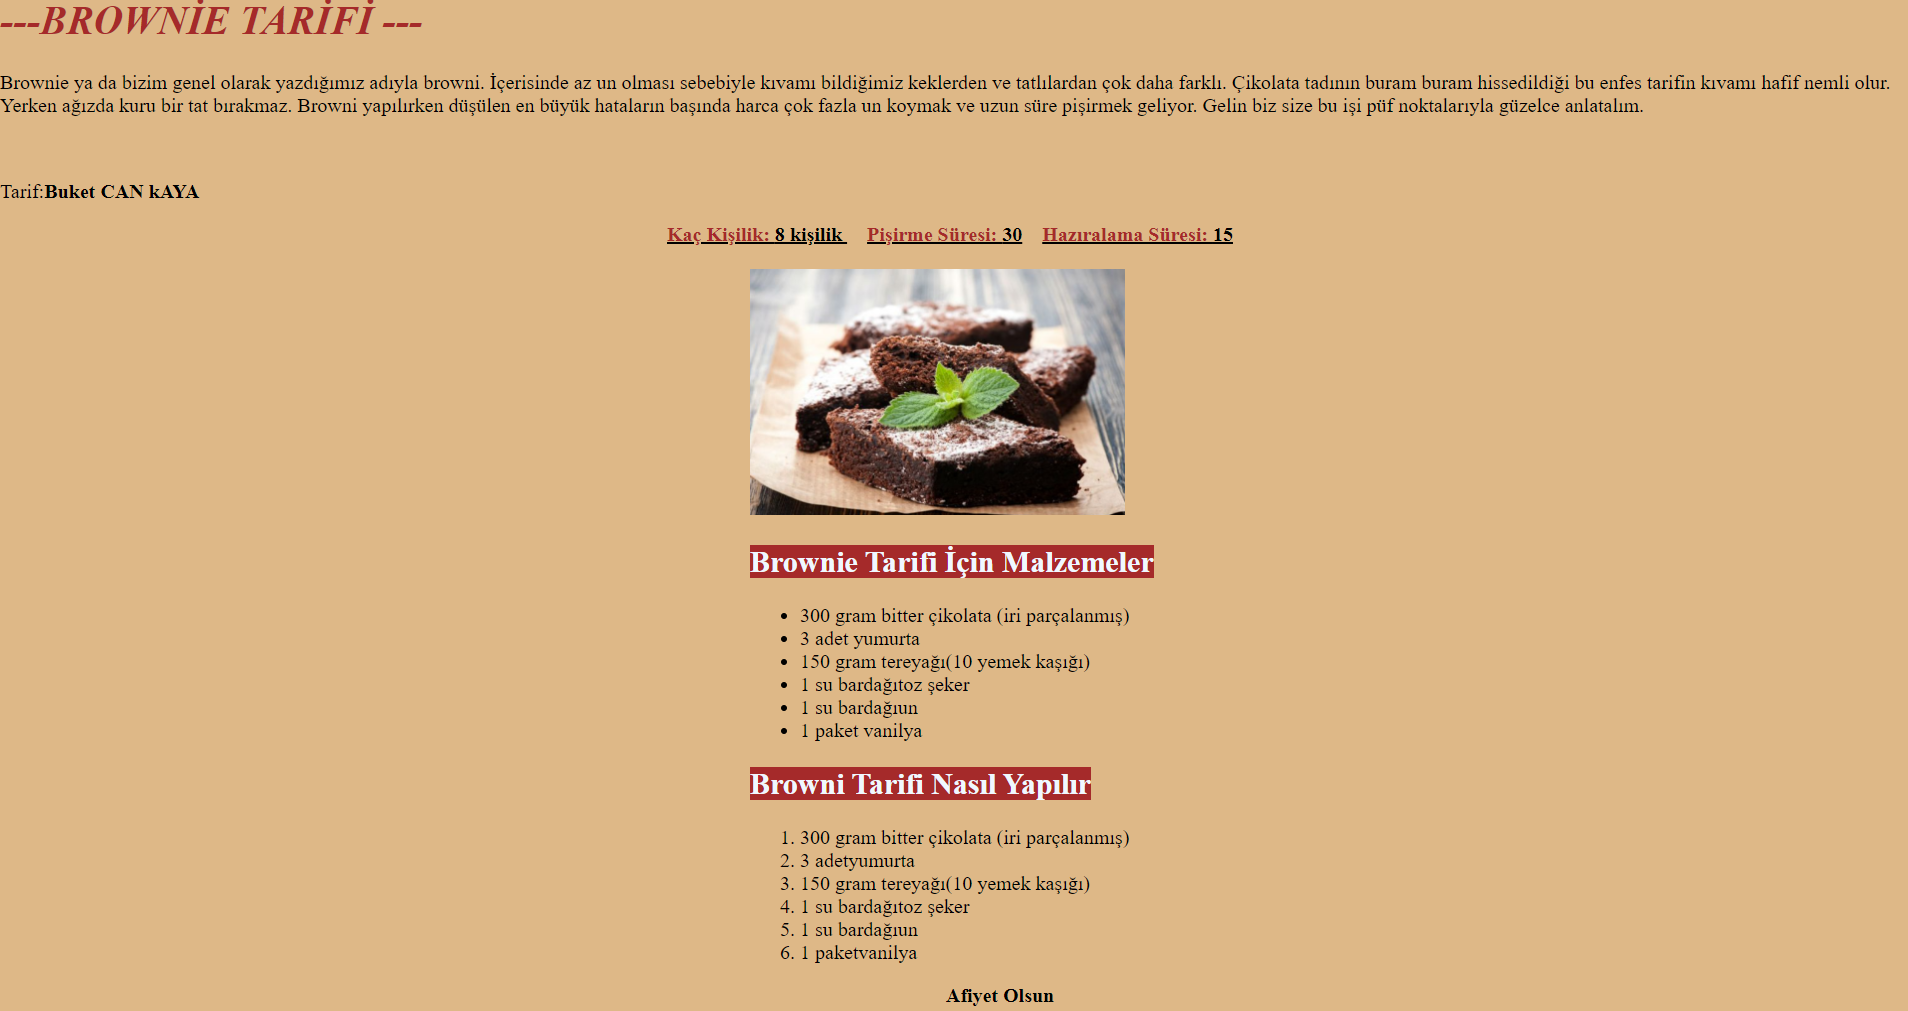 ---BROWNİE TARİFİ ---
Brownie ya da bizim genel olarak yazdığımız adıyla browni. İçerisinde az un olması sebebiyle kıvamı bildiğimiz keklerden ve tatlılardan çok daha farklı. Çikolata tadının buram buram hissedildiği bu enfes tarifin kıvamı hafif nemli olur.
Yerken ağızda kuru bir tat bırakmaz. Browni yapılırken düşülen en büyük hataların başında harca çok fazla un koymak ve uzun süre pişirmek geliyor. Gelin biz size bu işi püf noktalarıyla güzelce anlatalım.
Tarif:Buket CAN kAYA
Kaç Kişilik: 8 kişilik Pişirme Süresi: 30 Hazıralama Süresi: 15
Brownie Tarifi İçin Malzemeler
• 300 gram bitter çikolata (iri parçalanmış)
• 3 adet yumurta
• 150 gram tereyağı(10 yemek kaşığı)
• 1 su bardağıtoz şeker
• 1 su bardağıun
• 1 paket vanilya
Browni Tarifi Nasıl Yapılır
1. 300 gram bitter çikolata (iri parçalanmış)
2. 3 adetyumurta
3. 150 gram tereyağı(10 yemek kaşığı)
4. 1 su bardağıtoz şeker
5. 1 su bardağıun
6. 1 paketvanilya
Afiyet Olsun